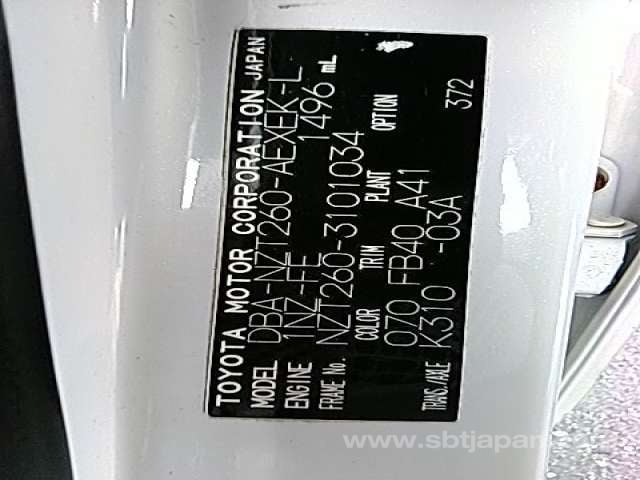 TOYOTA MOTOR CORPORATION JAPAN
MODEL DBA-NZT260-AEXEK-L
ENGINE 1NZ-FE 1496 mL
FRAME No. NZT260-3101034
COLOR TRIM PLANT OPTION
070 FB40 A41
TRANS./AXLE K310 -03A 372
www.sbtjapan.com